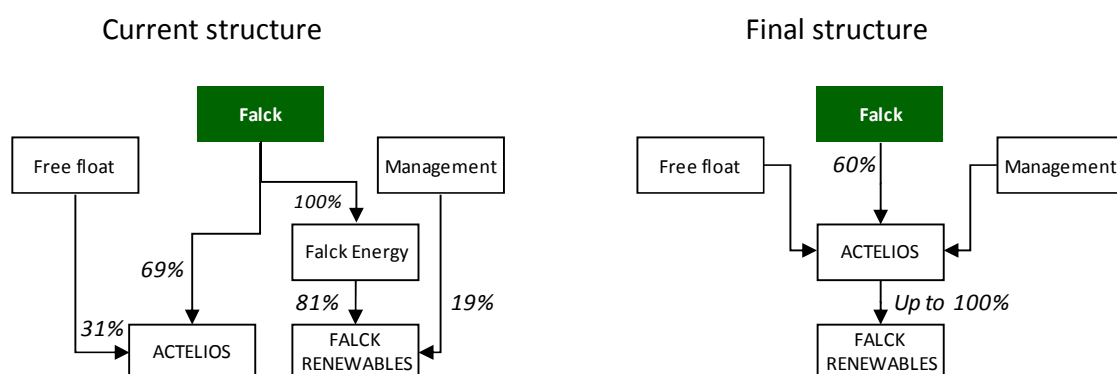 Current structure
Final structure
Falck
Free float
Management
100%
Falck Energy
69%
81%
19%
31%
ACTELIOS
FALCK
RENEWABLES
Falck
Free float
60%
Management
ACTELIOS
Up to 100%
FALCK
RENEWABLES